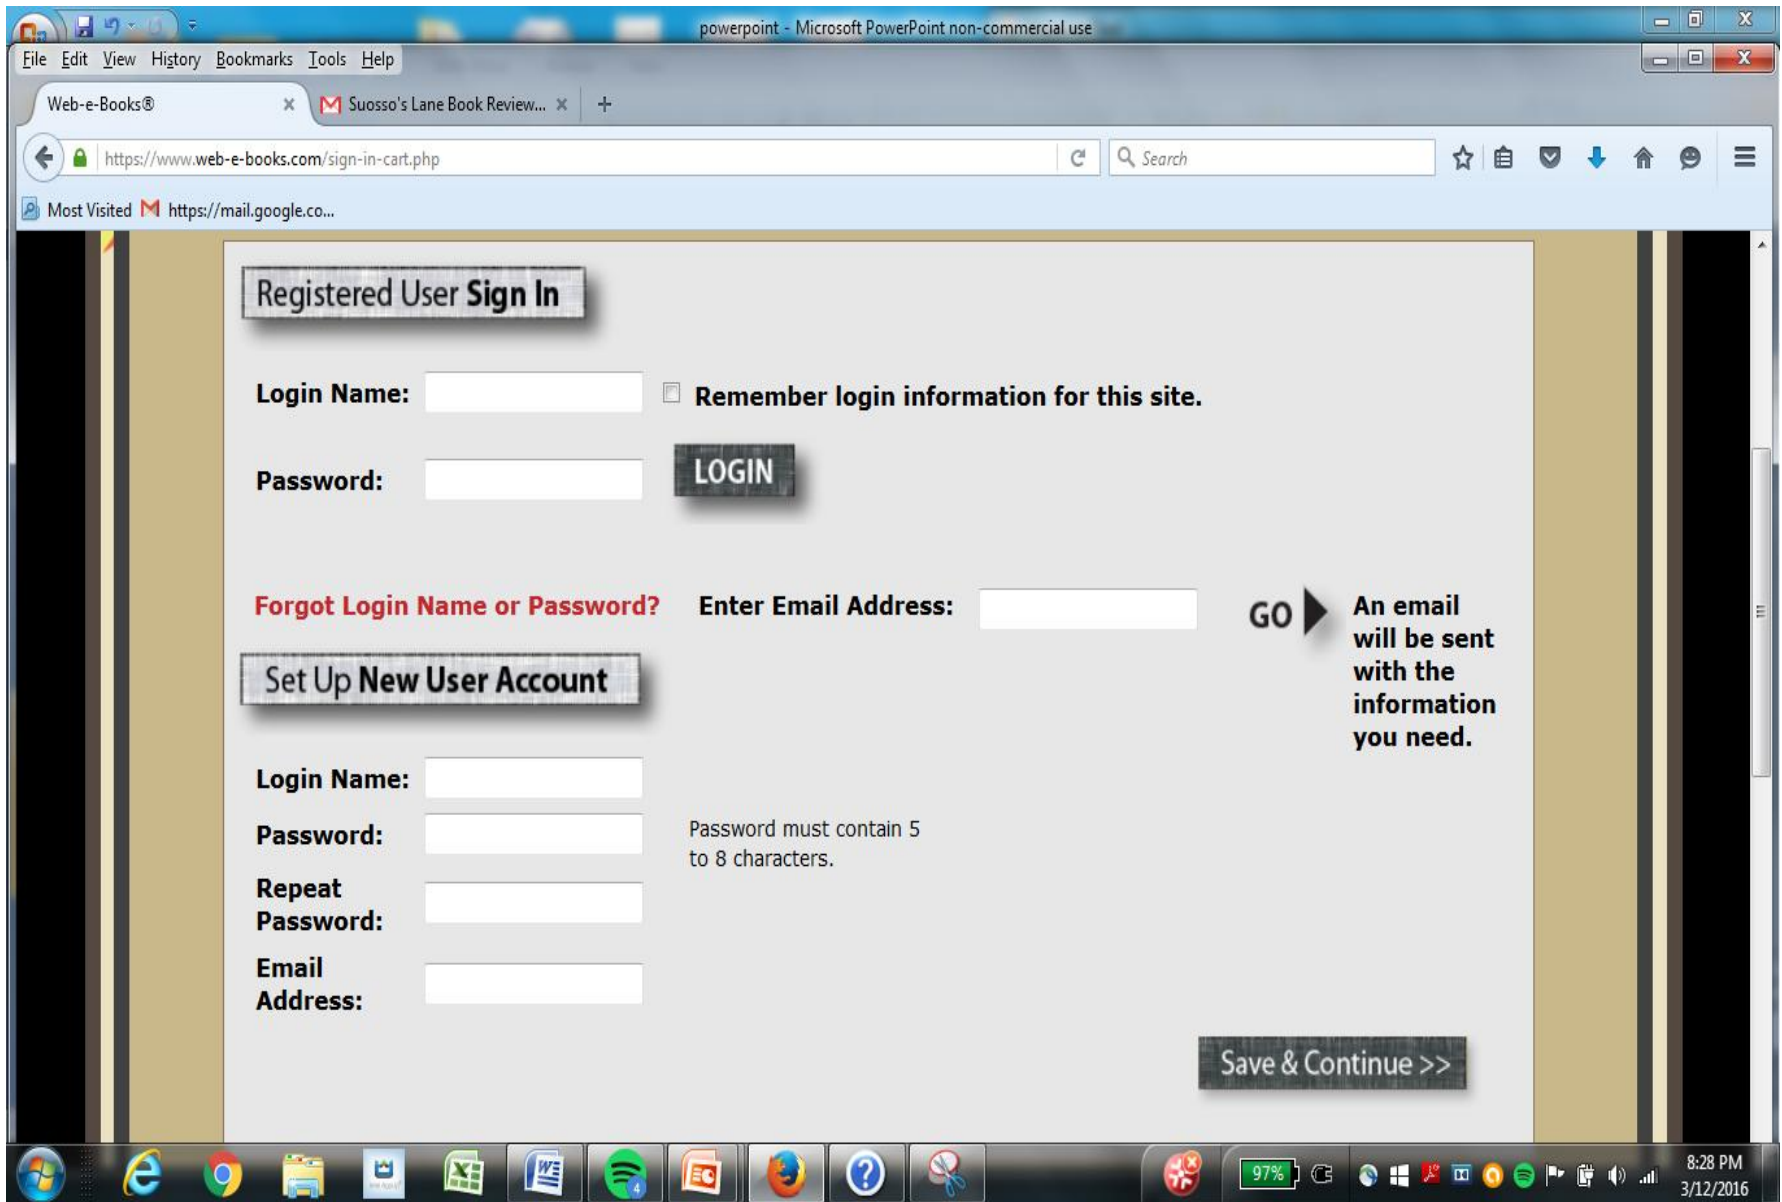 powerpoint - Microsoft PowerPoint non-commercial use
File Edit View History Bookmarks Tools Help
Web-e-Books®
Suosso's Lane Book Review...
https://www.web-e-books.com/sign-in-cart.php
Search
Most Visited
https://mail.google.co...
Registered User Sign In
Login Name:
Remember login information for this site.
Password:
LOGIN
Forgot Login Name or Password?
Enter Email Address:
GO
An email
will be sent
with the
information
you need.
Set Up New User Account
Login Name:
Password:
Password must contain 5
to 8 characters.
Repeat
Password:
Email
Address:
Save & Continue >>
97%
8:28 PM
3/12/2016